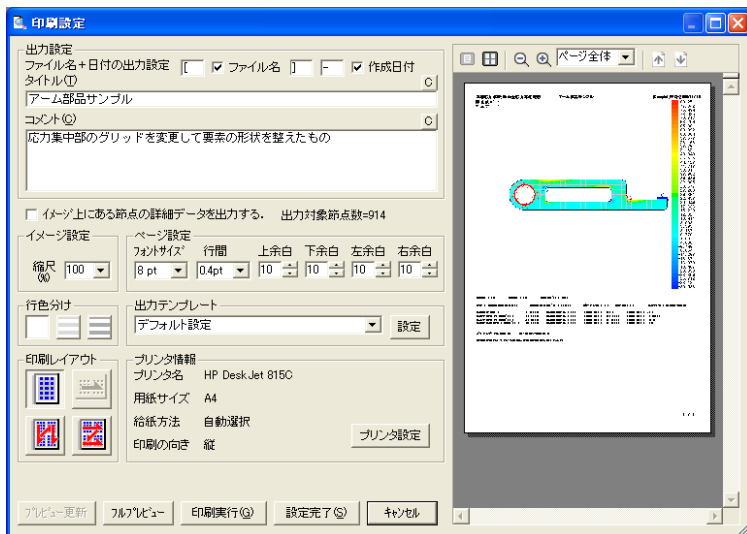 印刷設定
出力設定
ファイル名+日付の出力設定 [ ファイル名 ] - 作成日付
タイトル(T) C
アーム部品サンプル
コメント(C) C
応力集中部のグリッドを変更して要素の形状を整えたもの
イメージ上にある節点の詳細データを出力する. 出力対象節点数=914
イメージ設定 ページ設定
フォントサイズ 行間 上余白 下余白 左余白 右余白
縮尺(%) 100 8 pt 0.4pt 10 10 10 10
行色分け 出力テンプレート
デフォルト設定 設定
印刷レイアウト プリンタ情報
プリンタ名 HP DeskJet 815C
用紙サイズ A4
給紙方法 自動選択
印刷の向き 縦
プリンタ設定
プレビュー更新 フルプレビュー 印刷実行(G) 設定完了(S) キャンセル
ページ全体
アーム部品サンプル